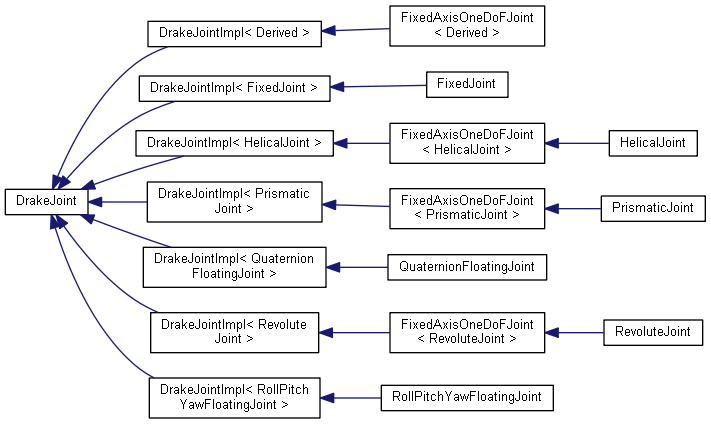 DrakeJointImpl< Derived >
FixedAxisOneDoFJoint
< Derived >
DrakeJointImpl< FixedJoint >
FixedJoint
DrakeJointImpl< HelicalJoint >
FixedAxisOneDoFJoint
< HelicalJoint >
HelicalJoint
DrakeJoint
DrakeJointImpl< Prismatic
Joint >
FixedAxisOneDoFJoint
< PrismaticJoint >
PrismaticJoint
DrakeJointImpl< Quaternion
FloatingJoint >
QuaternionFloatingJoint
DrakeJointImpl< Revolute
Joint >
FixedAxisOneDoFJoint
< RevoluteJoint >
RevoluteJoint
DrakeJointImpl< RollPitch
YawFloatingJoint >
RollPitchYawFloatingJoint